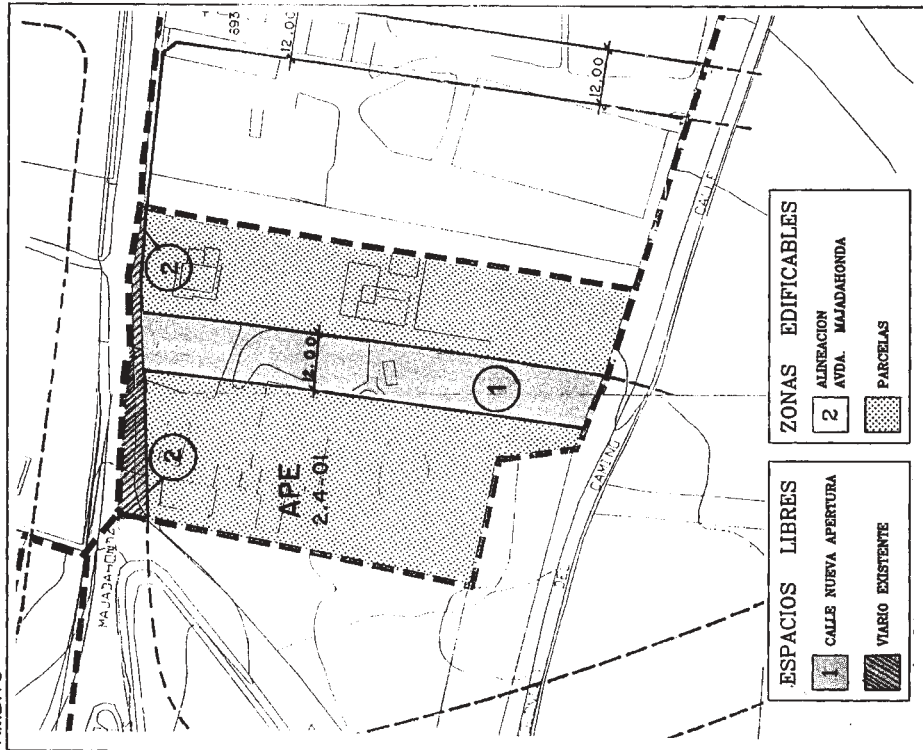 693
12.00
12.00
MAJADAHONDA
2
2
12.00
1
APE
2.4-01
CAMINO
DEL
CALLE
ESPACIOS LIBRES
1 CALLE NUEVA APERTURA
VIARIO EXISTENTE
ZONAS EDIFICABLES
2 ALINEACION
AVDA. MAJADAHONDA
PARCELAS